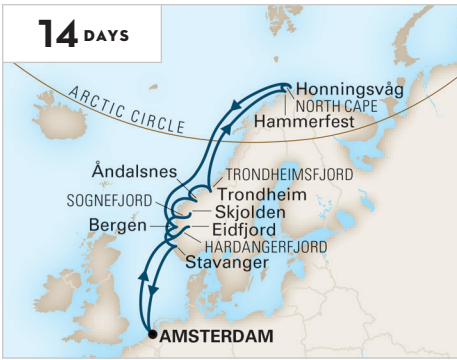 14 DAYS
ARCTIC CIRCLE
Honningsvåg
NORTH CAPE
Hammerfest
Åndalsnes
TRONDHEIMSFJORD
Trondheim
SOGNEFJORD
Skjolden
Bergen
Eidfjord
HARDANGERFJORD
Stavanger
AMSTERDAM